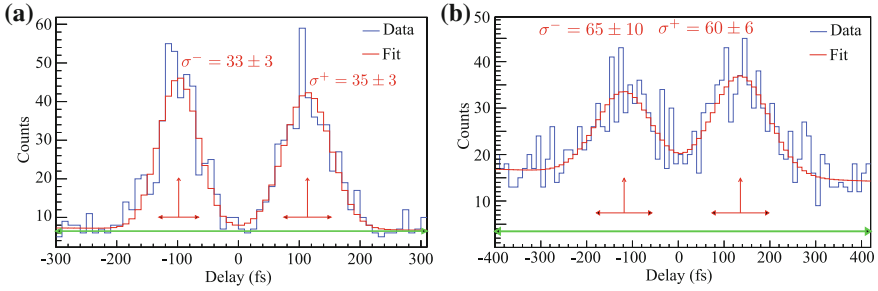 (a)
60
50
40
30
20
10
Counts
σ⁻ = 33 ± 3
σ⁺ = 35 ± 3
Data
Fit
-300 -200 -100 0 100 200 300
Delay (fs)
(b)
50
40
30
20
10
0
Counts
σ⁻ = 65 ± 10 σ⁺ = 60 ± 6
Data
Fit
-400 -300 -200 -100 0 100 200 300 400
Delay (fs)